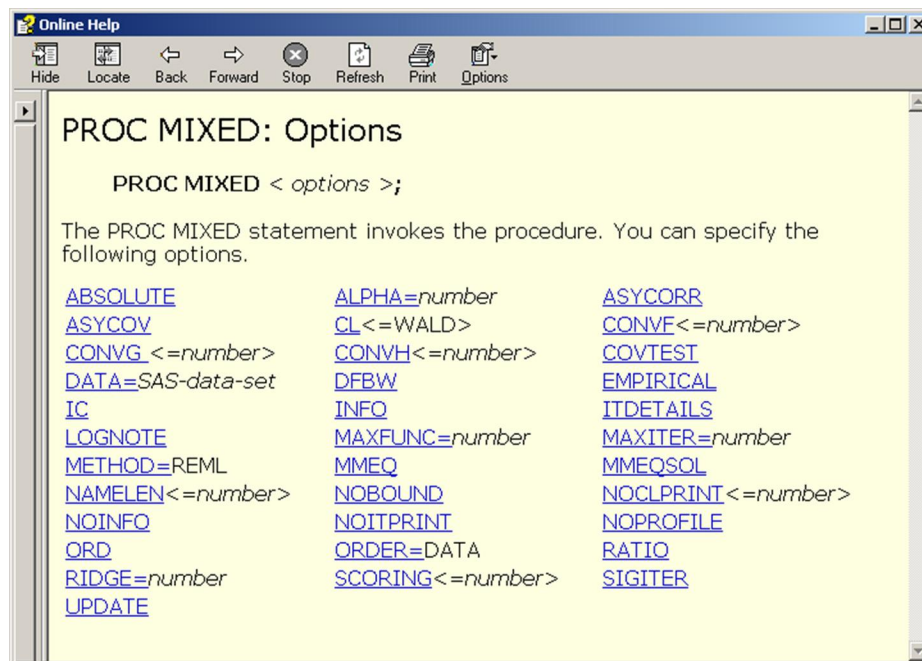 Online Help
Hide Locate Back Forward Stop Refresh Print Options
PROC MIXED: Options
PROC MIXED < options >;
The PROC MIXED statement invokes the procedure. You can specify the
following options.
ABSOLUTE ALPHA=number ASYCORR
ASYCOV CL<=WALD> CONVF<=number>
CONVG <=number> CONVH<=number> COVTEST
DATA=SAS-data-set DFBW EMPIRICAL
IC INFO ITDETAILS
LOGNOTE MAXFUNC=number MAXITER=number
METHOD=REML MMEQ MMEQSOL
NAMELEN<=number> NOBOUND NOCLPRINT<=number>
NOINFO NOITPRINT NOPROFILE
ORD ORDER=DATA RATIO
RIDGE=number SCORING<=number> SIGITER
UPDATE